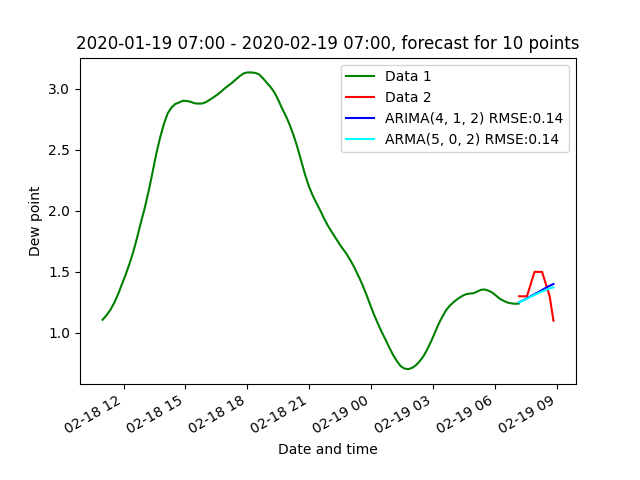 2020-01-19 07:00 - 2020-02-19 07:00, forecast for 10 points
Data 1
Data 2
ARIMA(4, 1, 2) RMSE:0.14
ARMA(5, 0, 2) RMSE:0.14
Dew point
3.0
2.5
2.0
1.5
1.0
02-18 12
02-18 15
02-18 18
02-18 21
02-19 00
02-19 03
02-19 06
02-19 09
Date and time